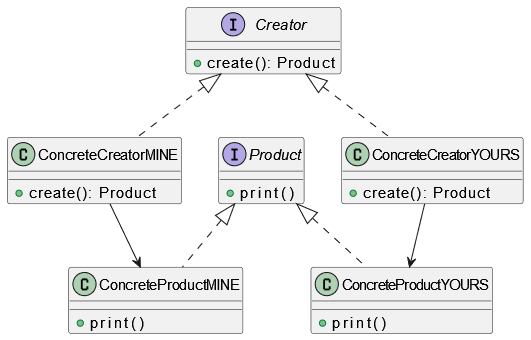 I Creator
create(): Product
C ConcreteCreatorMINE
create(): Product
I Product
print()
C ConcreteCreatorYOURS
create(): Product
C ConcreteProductMINE
print()
C ConcreteProductYOURS
print()